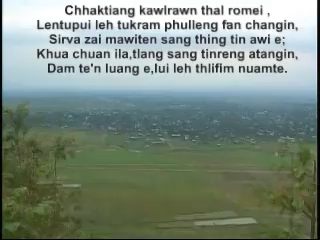 Chhaktiang kawlrawn thal romei ,
Lentupui leh tukram phulleng fan changin,
Sirva zai mawiten sang thing tin awi e;
Khua chuan ila,tlang sang tinreng atangin,
Dam te'n luang e,lui leh thlifim nuamte.